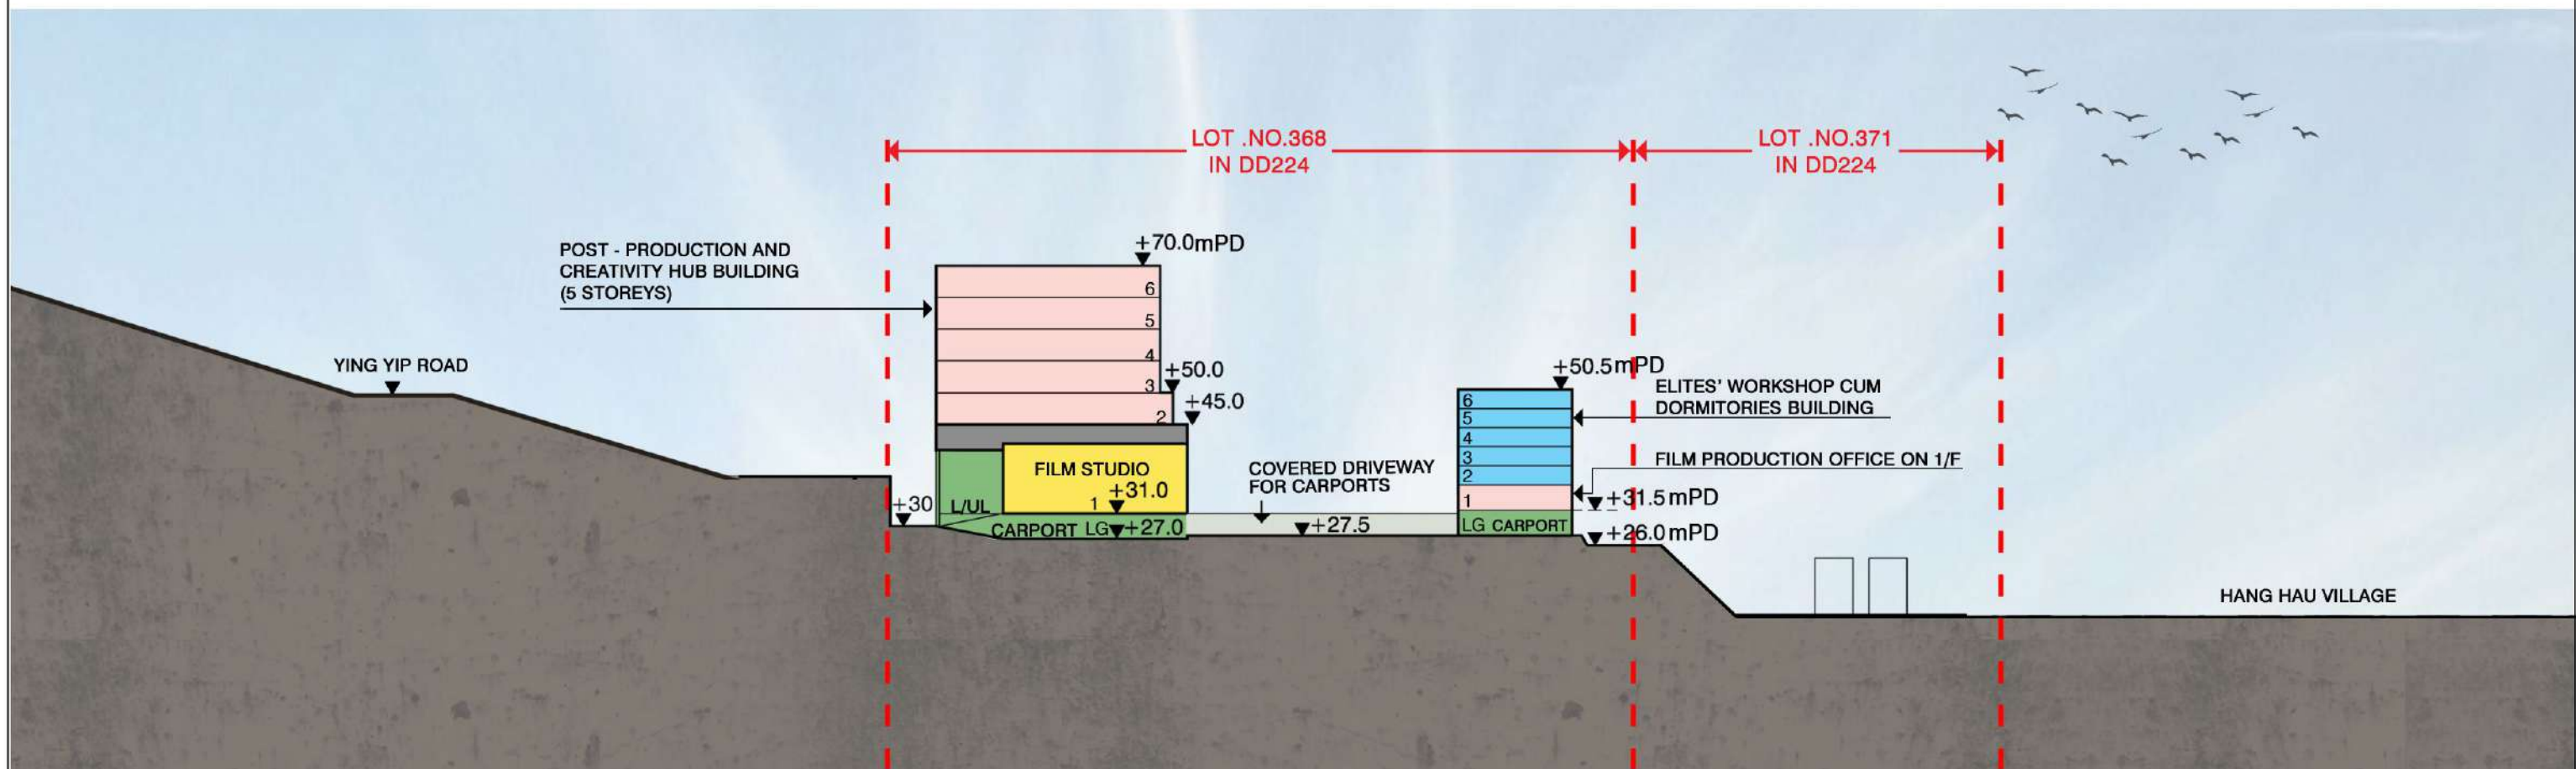 LOT .NO.368
IN DD224
LOT .NO.371
IN DD224
POST - PRODUCTION AND
CREATIVITY HUB BUILDING
(5 STOREYS)
+70.0mPD
6
5
4
3
2
+50.0
+45.0
YING YIP ROAD
+50.5mPD
ELITES' WORKSHOP CUM
DORMITORIES BUILDING
6
5
4
3
2
1
FILM PRODUCTION OFFICE ON 1/F
FILM STUDIO
1 +31.0
COVERED DRIVEWAY
FOR CARPORTS
+31.5mPD
+30
L/UL
CARPORT LG +27.0
+27.5
LG CARPORT
+26.0mPD
HANG HAU VILLAGE